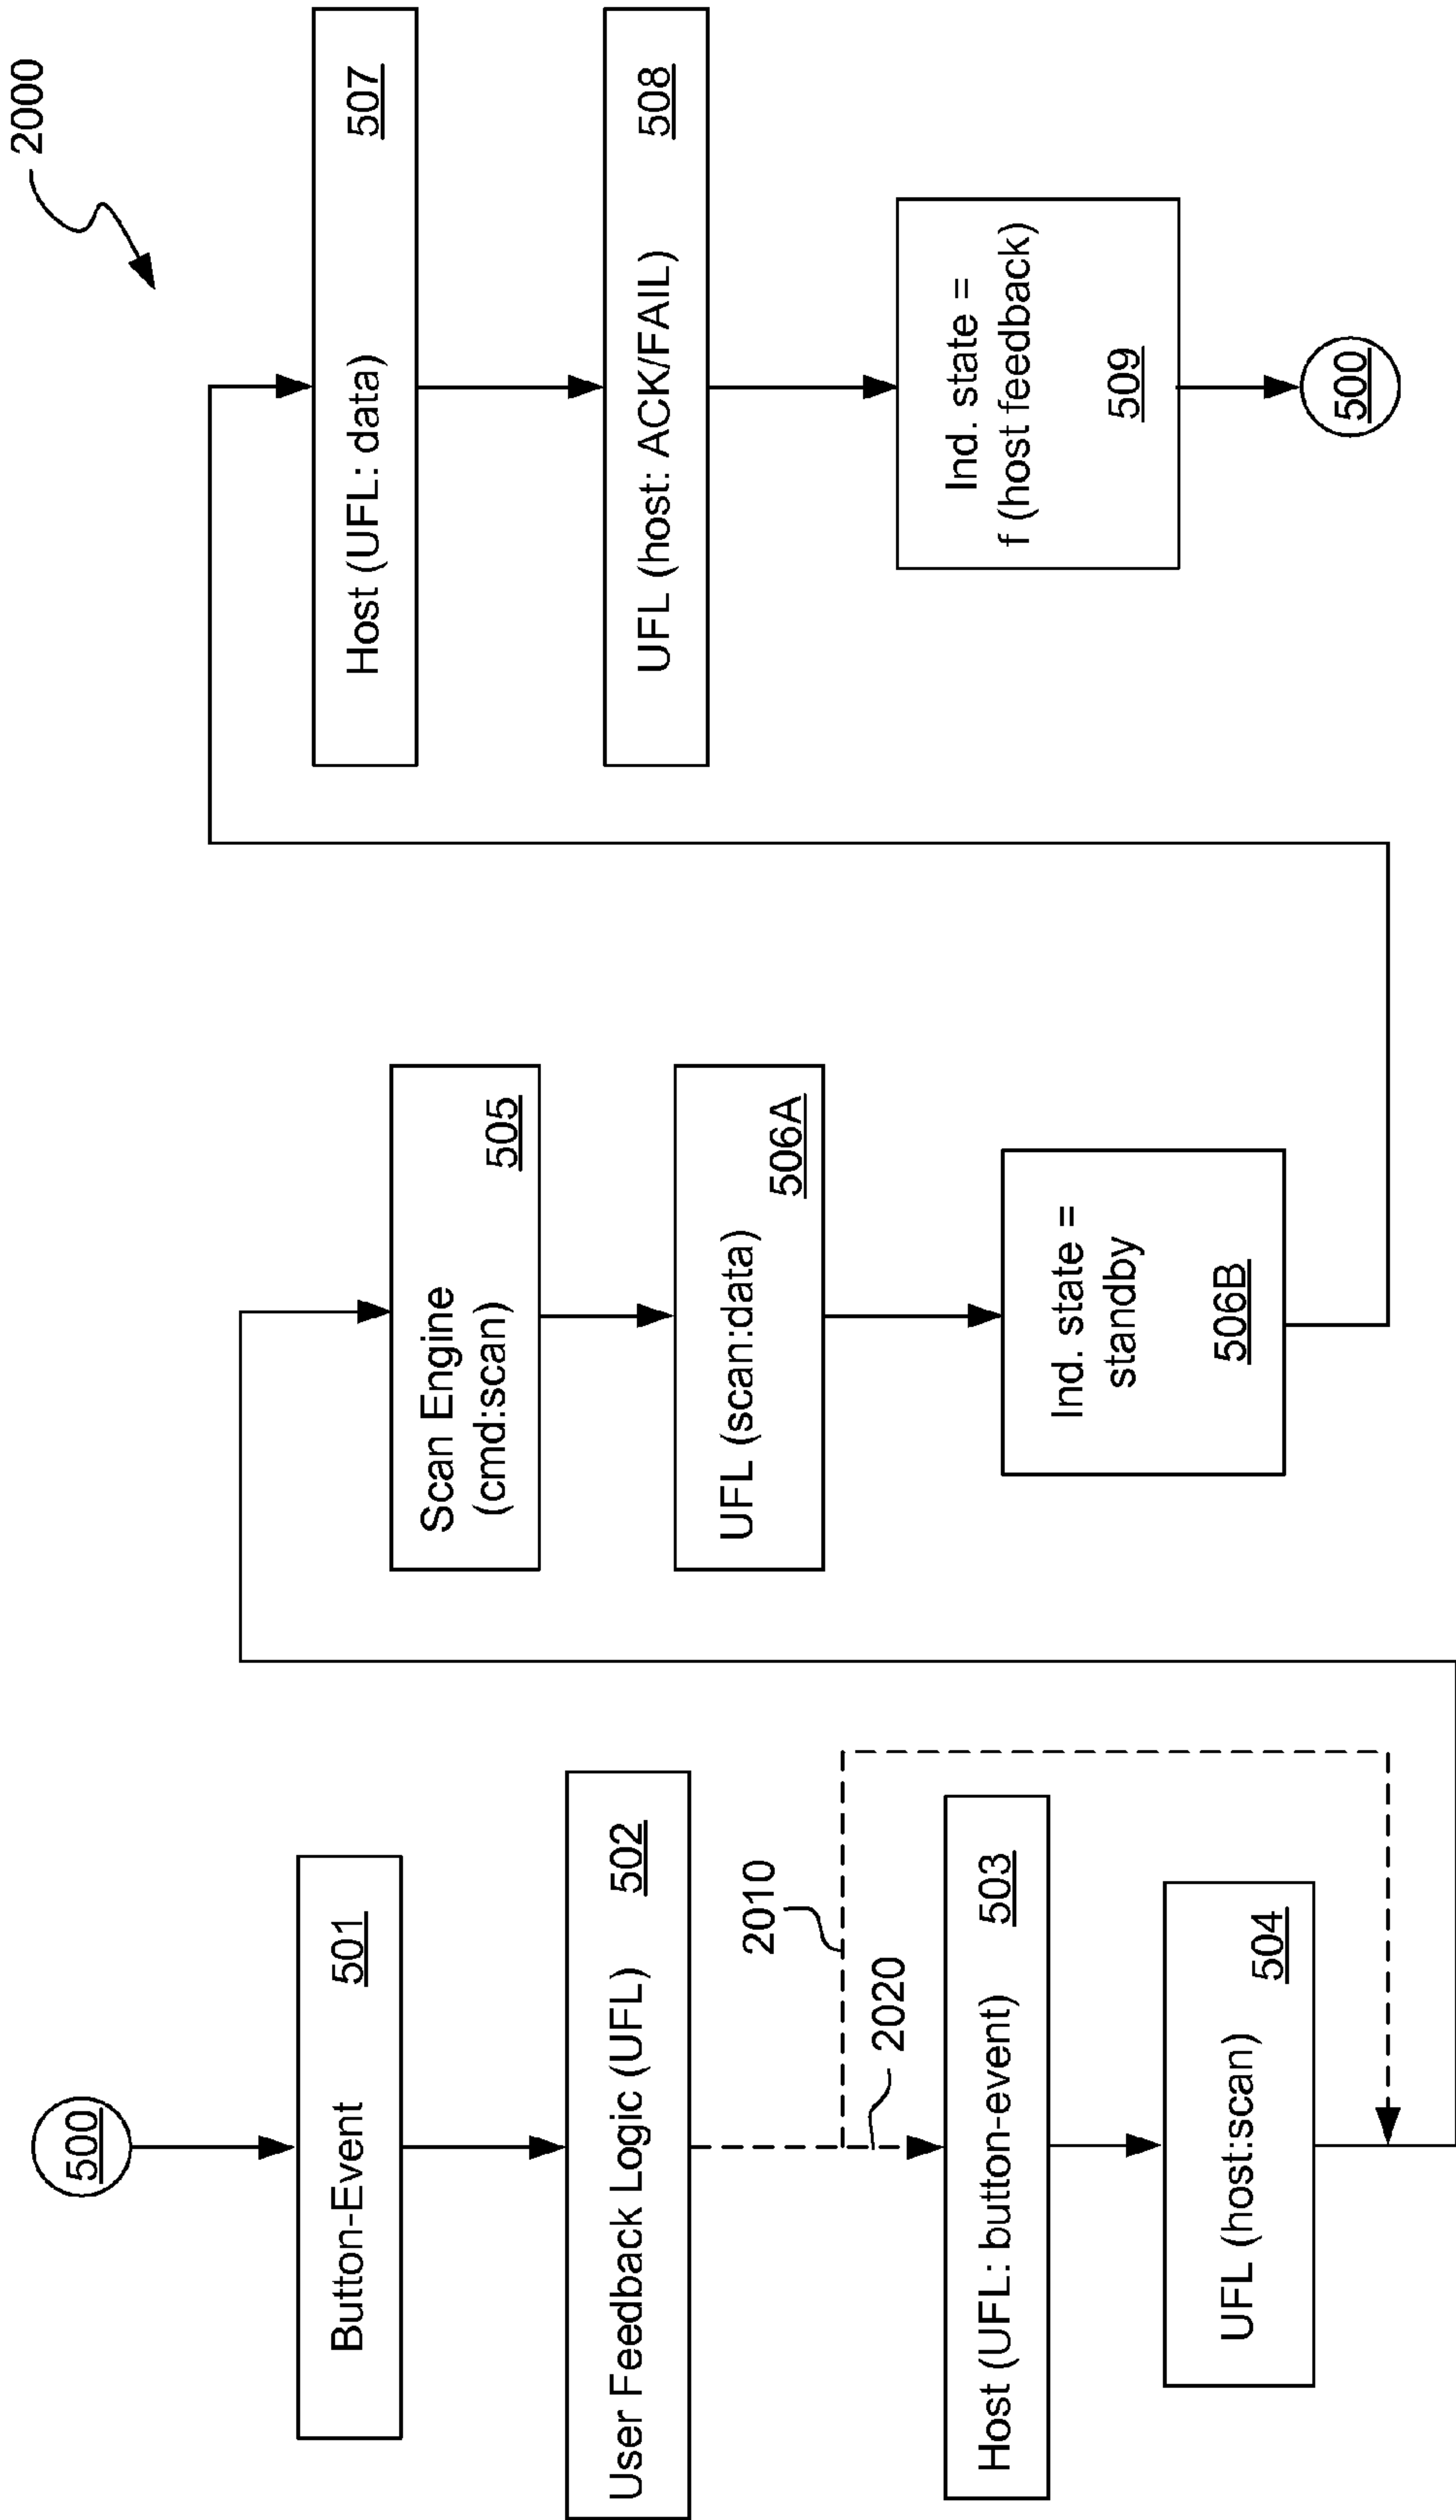 2000
500
Button-Event 501
User Feedback Logic (UFL) 502
2010
2020
Host (UFL: button-event) 503
UFL (host:scan) 504
Scan Engine
(cmd:scan) 505
UFL (scan:data) 506A
Ind. state =
standby
506B
Host (UFL: data) 507
UFL (host: ACK/FAIL) 508
Ind. state =
f (host feedback)
509
500